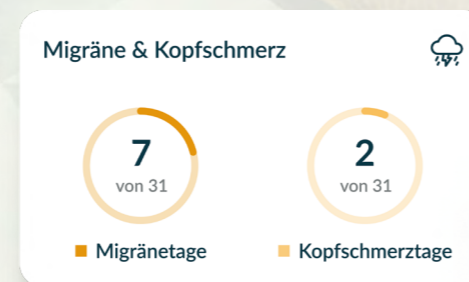 Migräne & Kopfschmerz
7
von 31
2
von 31
Migränetage
Kopfschmerztage